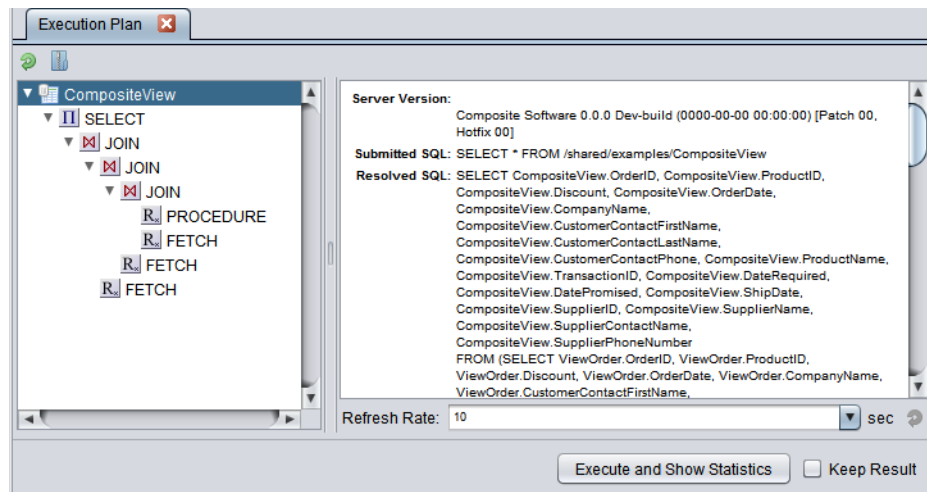 Execution Plan
CompositeView
SELECT
JOIN
JOIN
JOIN
PROCEDURE
FETCH
FETCH
FETCH
Server Version:
Composite Software 0.0.0 Dev-build (0000-00-00 00:00:00) [Patch 00,
Hotfix 00]
Submitted SQL: SELECT * FROM /shared/examples/CompositeView
Resolved SQL: SELECT CompositeView.OrderID, CompositeView.ProductID,
CompositeView.Discount, CompositeView.OrderDate,
CompositeView.CompanyName,
CompositeView.CustomerContactFirstName,
CompositeView.CustomerContactLastName,
CompositeView.CustomerContactPhone, CompositeView.ProductName,
CompositeView.TransactionID, CompositeView.DateRequired,
CompositeView.DatePromised, CompositeView.ShipDate,
CompositeView.SupplierID, CompositeView.SupplierName,
CompositeView.SupplierContactName,
CompositeView.SupplierPhoneNumber
FROM (SELECT ViewOrder.OrderID, ViewOrder.ProductID,
ViewOrder.Discount, ViewOrder.OrderDate, ViewOrder.CompanyName,
ViewOrder.CustomerContactFirstName,
Refresh Rate: 10 sec
Execute and Show Statistics Keep Result